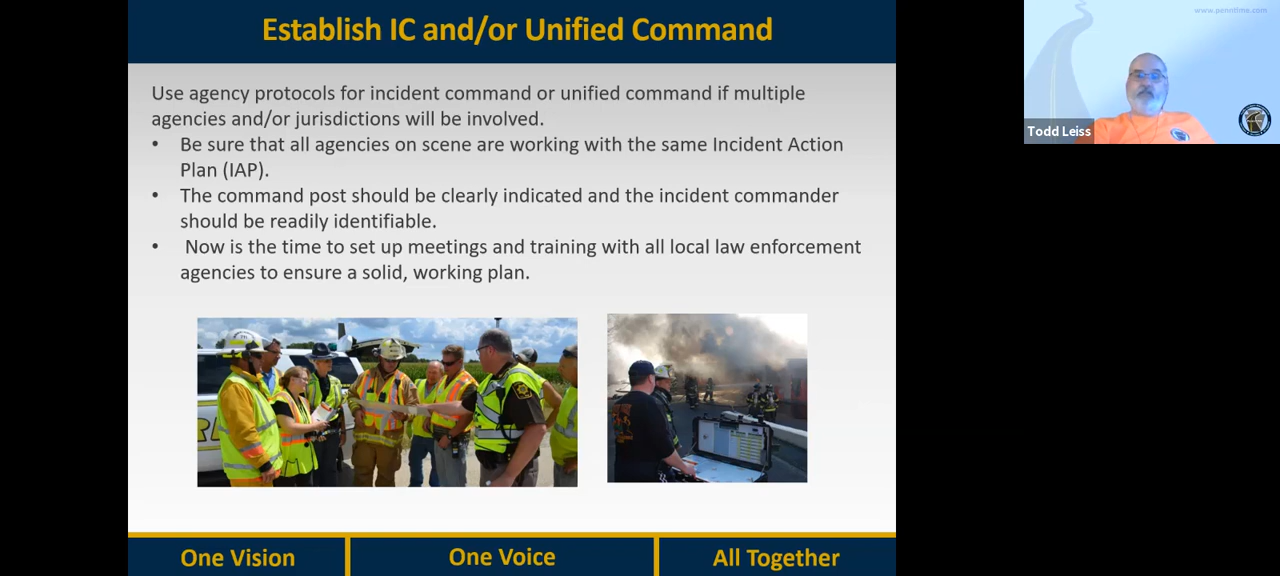 Establish IC and/or Unified Command
www.penntime.com
Use agency protocols for incident command or unified command if multiple
agencies and/or jurisdictions will be involved.
• Be sure that all agencies on scene are working with the same Incident Action
Plan (IAP).
• The command post should be clearly indicated and the incident commander
should be readily identifiable.
• Now is the time to set up meetings and training with all local law enforcement
agencies to ensure a solid, working plan.
Todd Leiss
One Vision
One Voice
All Together